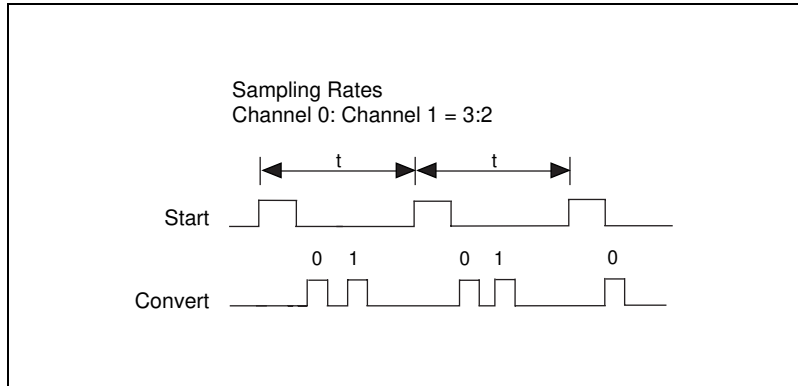 Sampling Rates
Channel 0: Channel 1 = 3:2
t t
Start
0 1 0 1 0
Convert